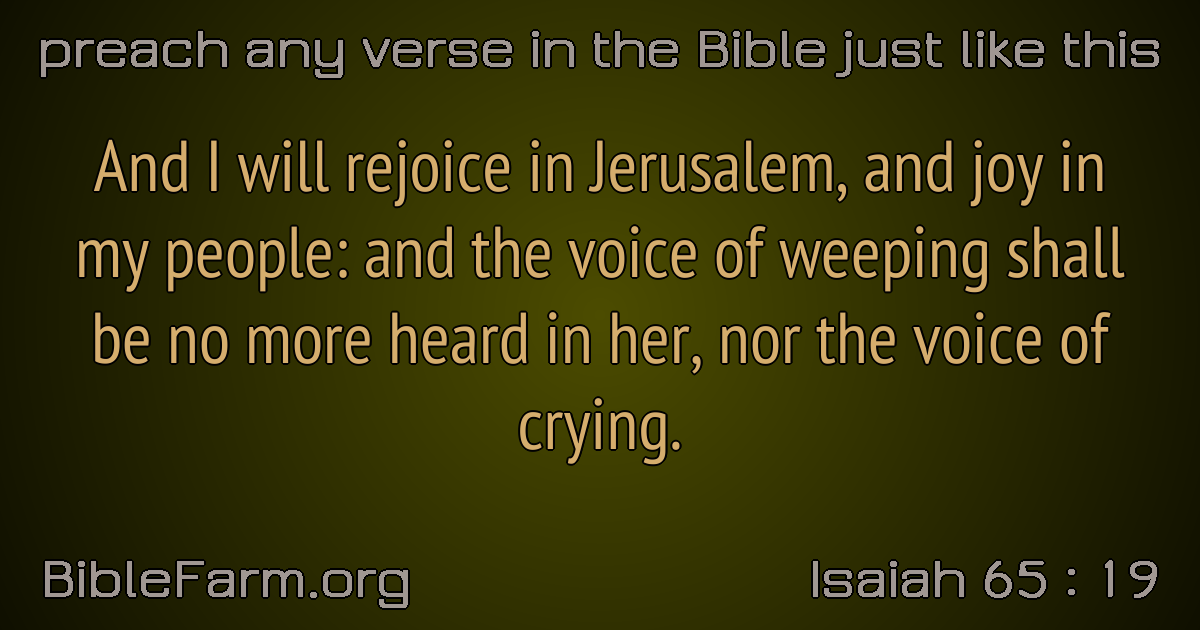 preach any verse in the Bible just like this
And I will rejoice in Jerusalem, and joy in
my people: and the voice of weeping shall
be no more heard in her, nor the voice of
crying.
BibleFarm.org
Isaiah 65 : 19